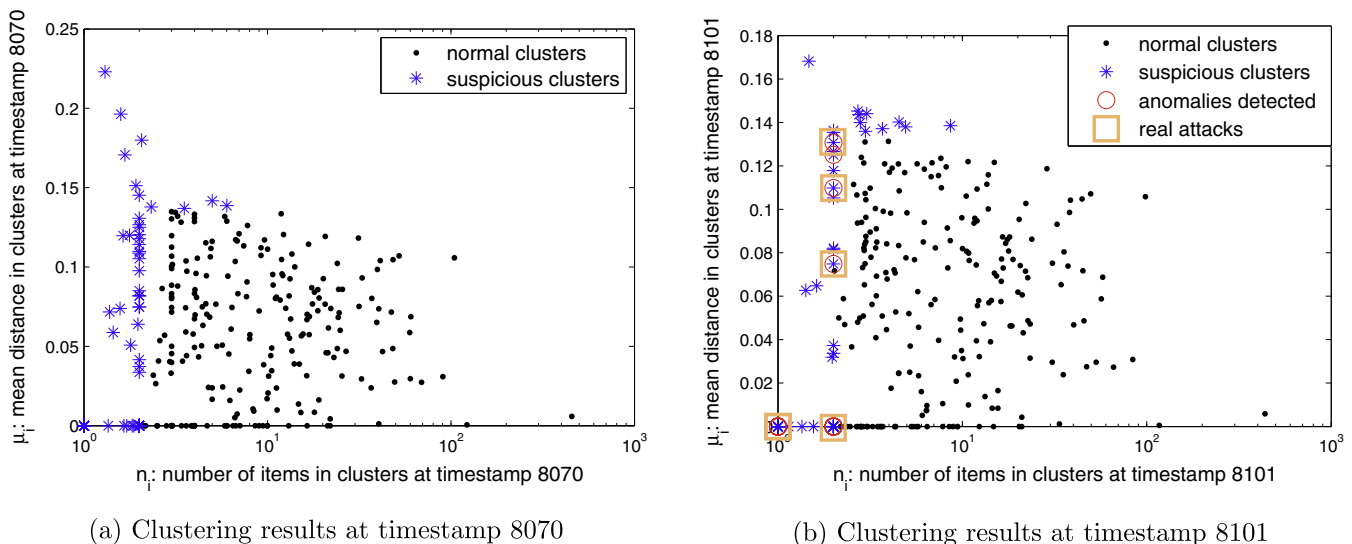 μ_i: mean distance in clusters at timestamp 8070
0.25
0.2
0.15
0.1
0.05
0
10^0
10^1
10^2
10^3
normal clusters
suspicious clusters
n_i: number of items in clusters at timestamp 8070
(a) Clustering results at timestamp 8070
μ_i: mean distance in clusters at timestamp 8101
0.18
0.16
0.14
0.12
0.1
0.08
0.06
0.04
0.02
10^0
10^1
10^2
10^3
normal clusters
suspicious clusters
anomalies detected
real attacks
n_i: number of items in clusters at timestamp 8101
(b) Clustering results at timestamp 8101